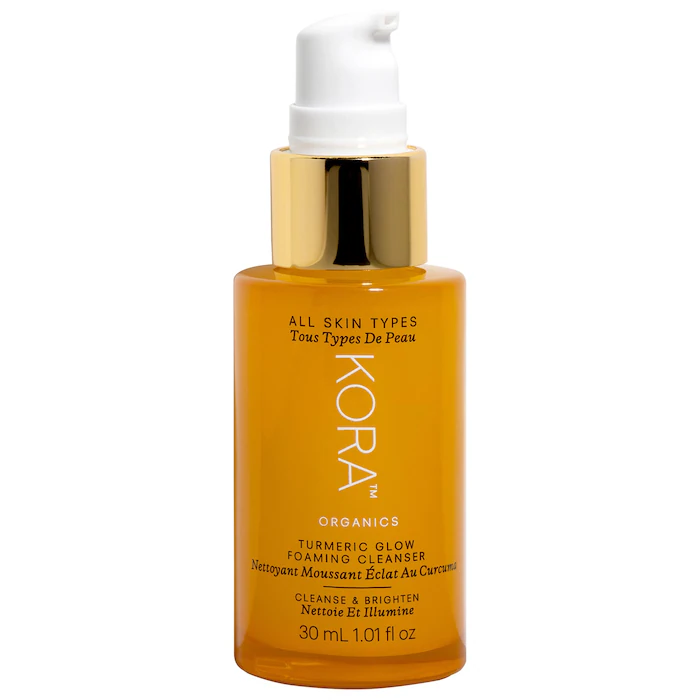 ALL SKIN TYPES
Tous Types De Peau
KORA™
ORGANICS
TURMERIC GLOW
FOAMING CLEANSER
Nettoyant Moussant Éclat Au Curcuma
CLEANSE & BRIGHTEN
Nettoie Et Illumine
30 mL 1.01 fl oz